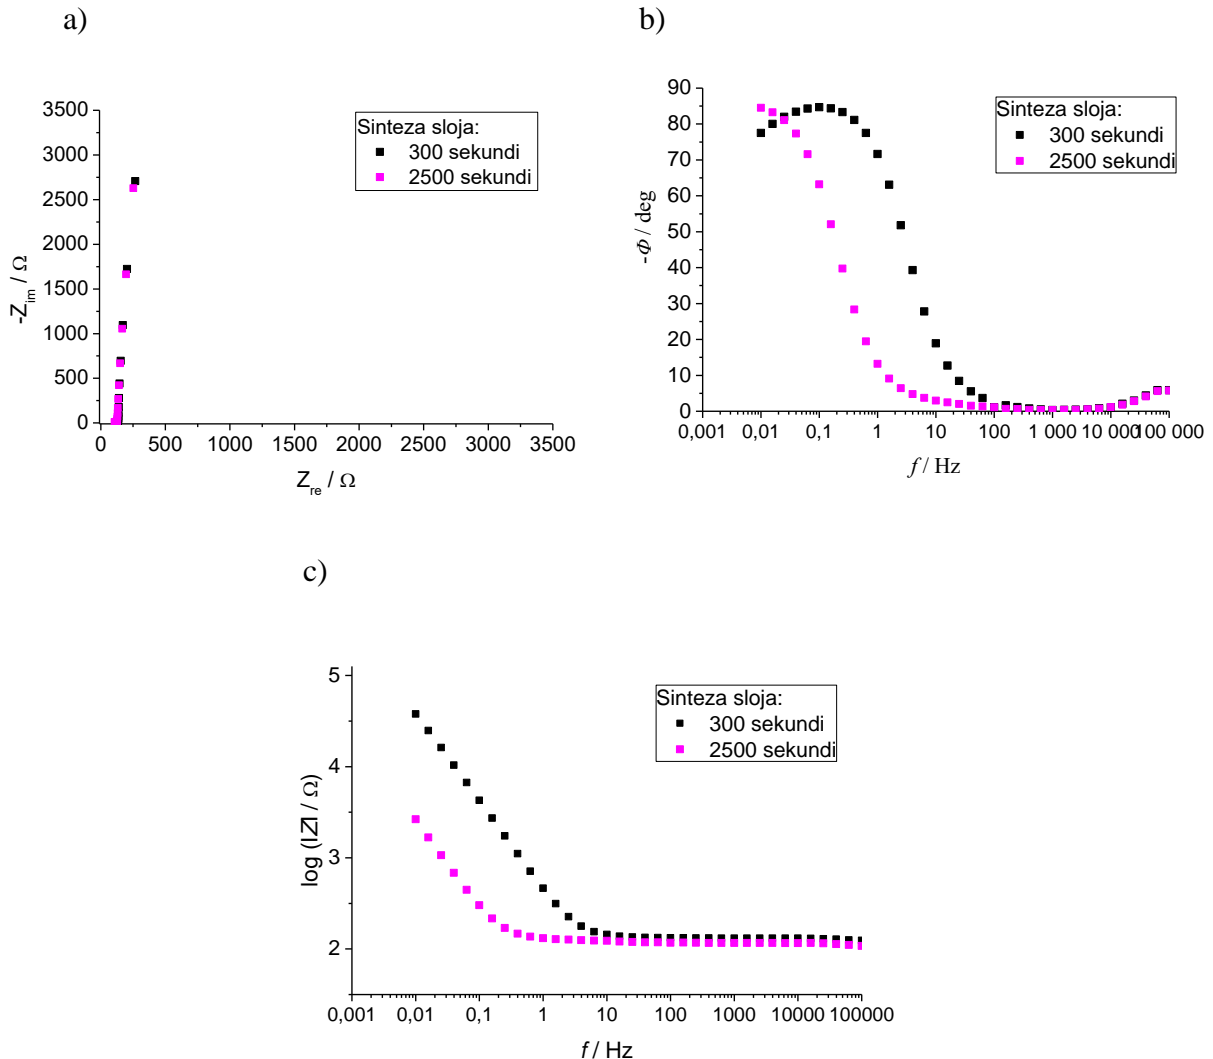 a)
3500
3000
2500
2000
1500
1000
500
0
-Z_im / Ω
0 500 1000 1500 2000 2500 3000 3500
Z_re / Ω
Sinteza sloja:
300 sekundi
2500 sekundi
b)
90
80
70
60
50
40
30
20
10
0
-Φ / deg
0,001 0,01 0,1 1 10 100 1 000 10 000 100 000
f / Hz
Sinteza sloja:
300 sekundi
2500 sekundi
c)
5
4
3
2
log (|Z| / Ω)
0,001 0,01 0,1 1 10 100 1000 10000 100000
f / Hz
Sinteza sloja:
300 sekundi
2500 sekundi